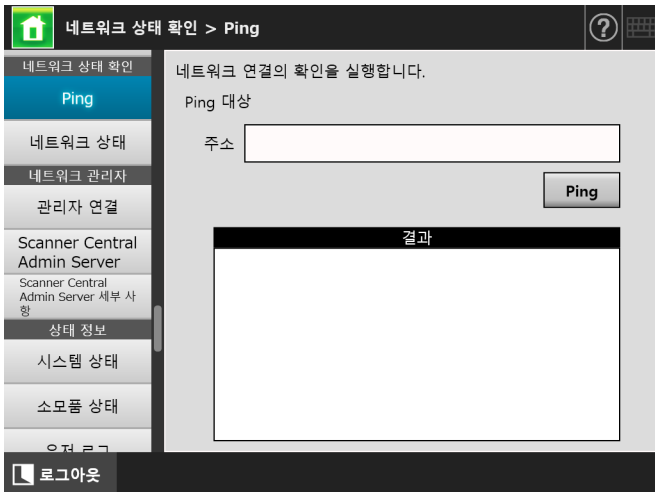 네트워크 상태 확인 > Ping
?
네트워크 상태 확인
Ping
네트워크 상태
네트워크 관리자
관리자 연결
Scanner Central
Admin Server
Scanner Central
Admin Server 세부 사
항
상태 정보
시스템 상태
소모품 상태
유저 로그
네트워크 연결의 확인을 실행합니다.
Ping 대상
주소
Ping
결과
로그아웃